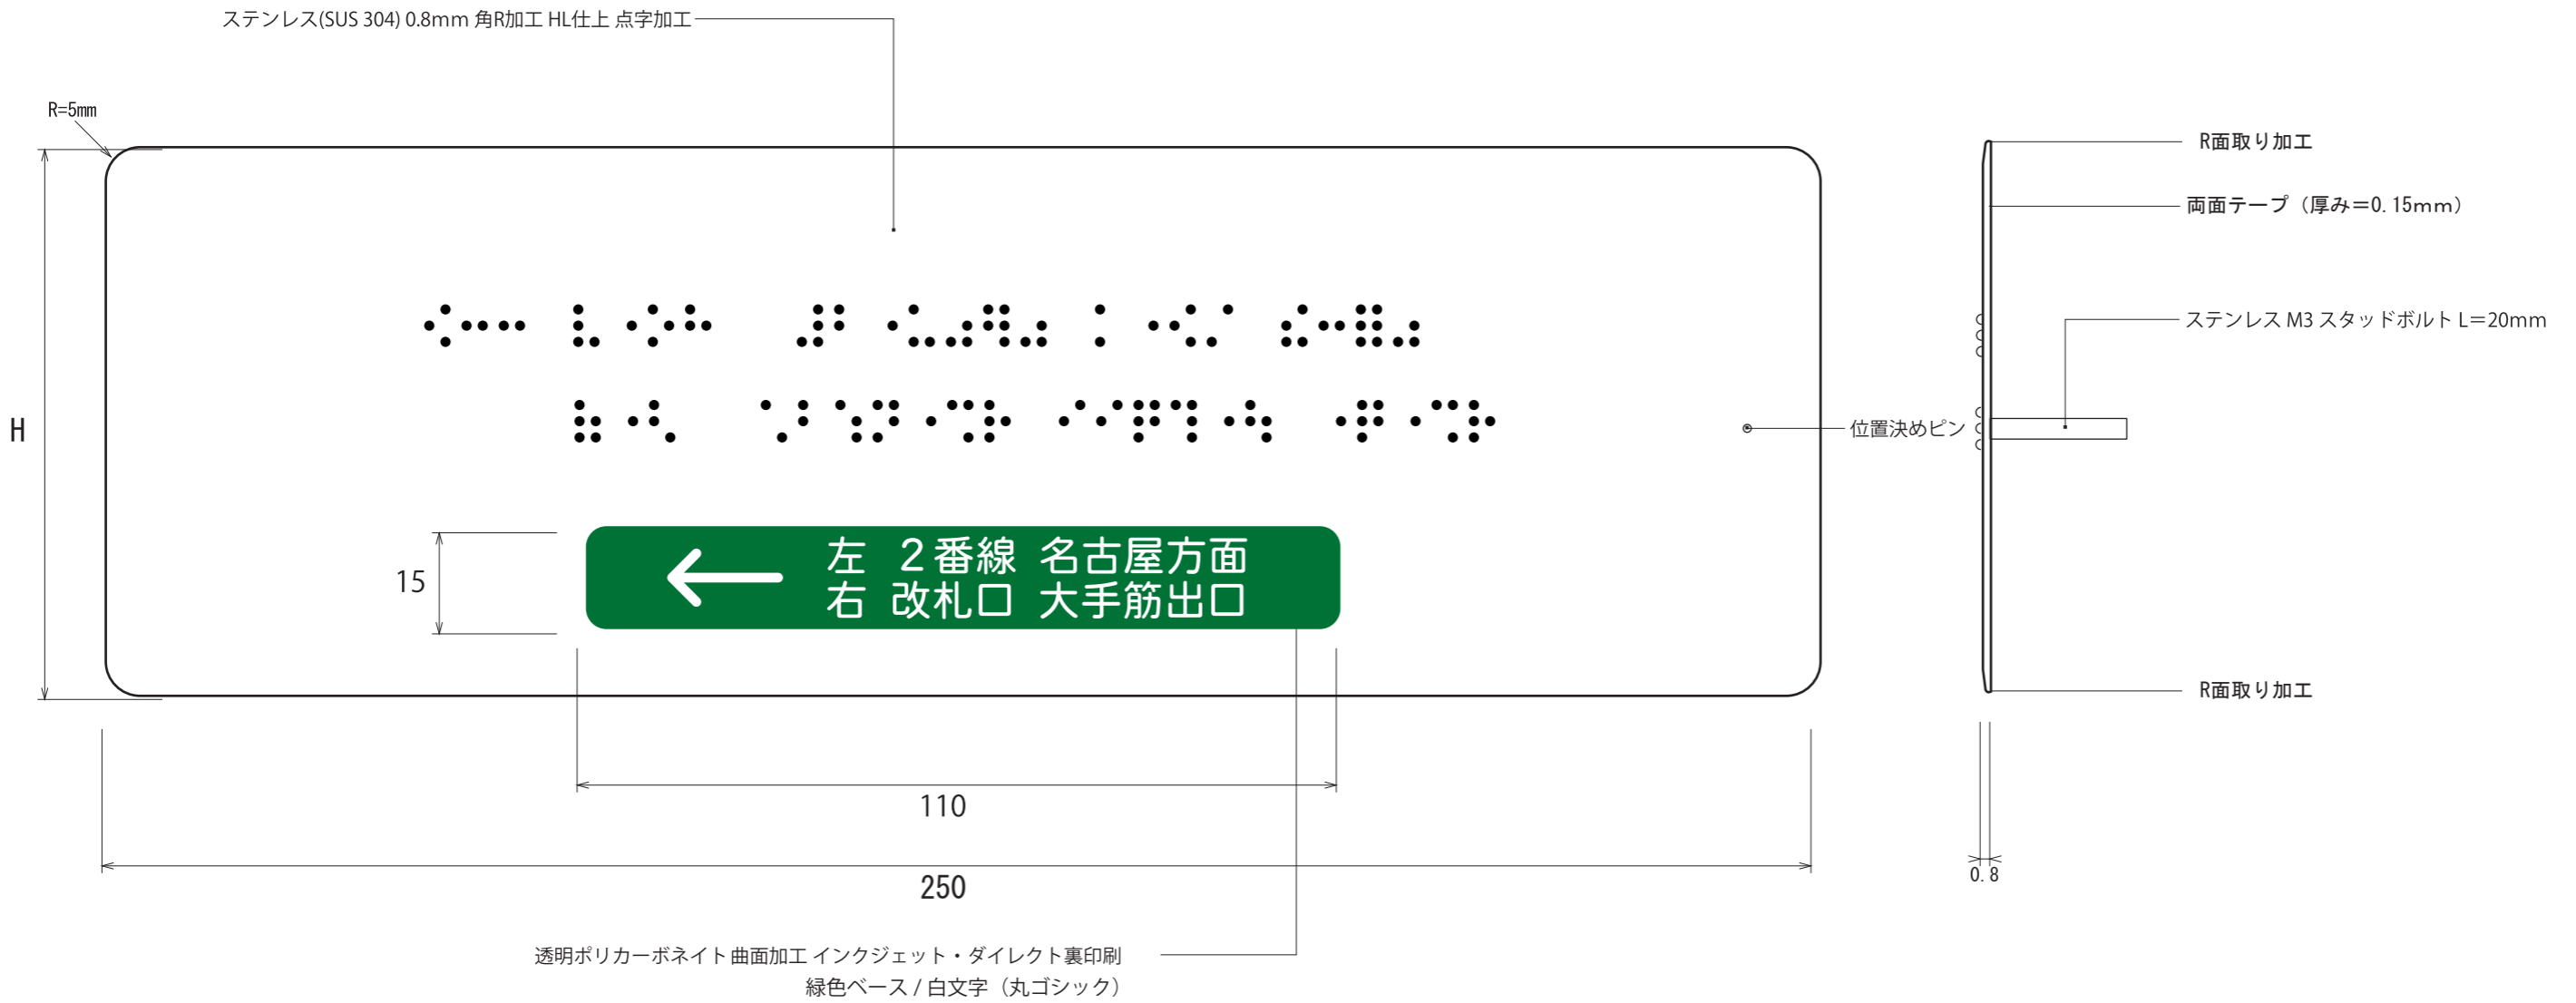 ステンレス(SUS 304) 0.8mm 角R加工 HL仕上 点字加工
R=5mm
R面取り加工
両面テープ（厚み＝0.15mm）
ステンレス M3 スタッドボルト L＝20mm
H
位置決めピン
15
左 ２番線 名古屋方面
右 改札口 大手筋出口
R面取り加工
110
250
0.8
透明ポリカーボネイト 曲面加工 インクジェット・ダイレクト裏印刷
緑色ベース / 白文字（丸ゴシック）